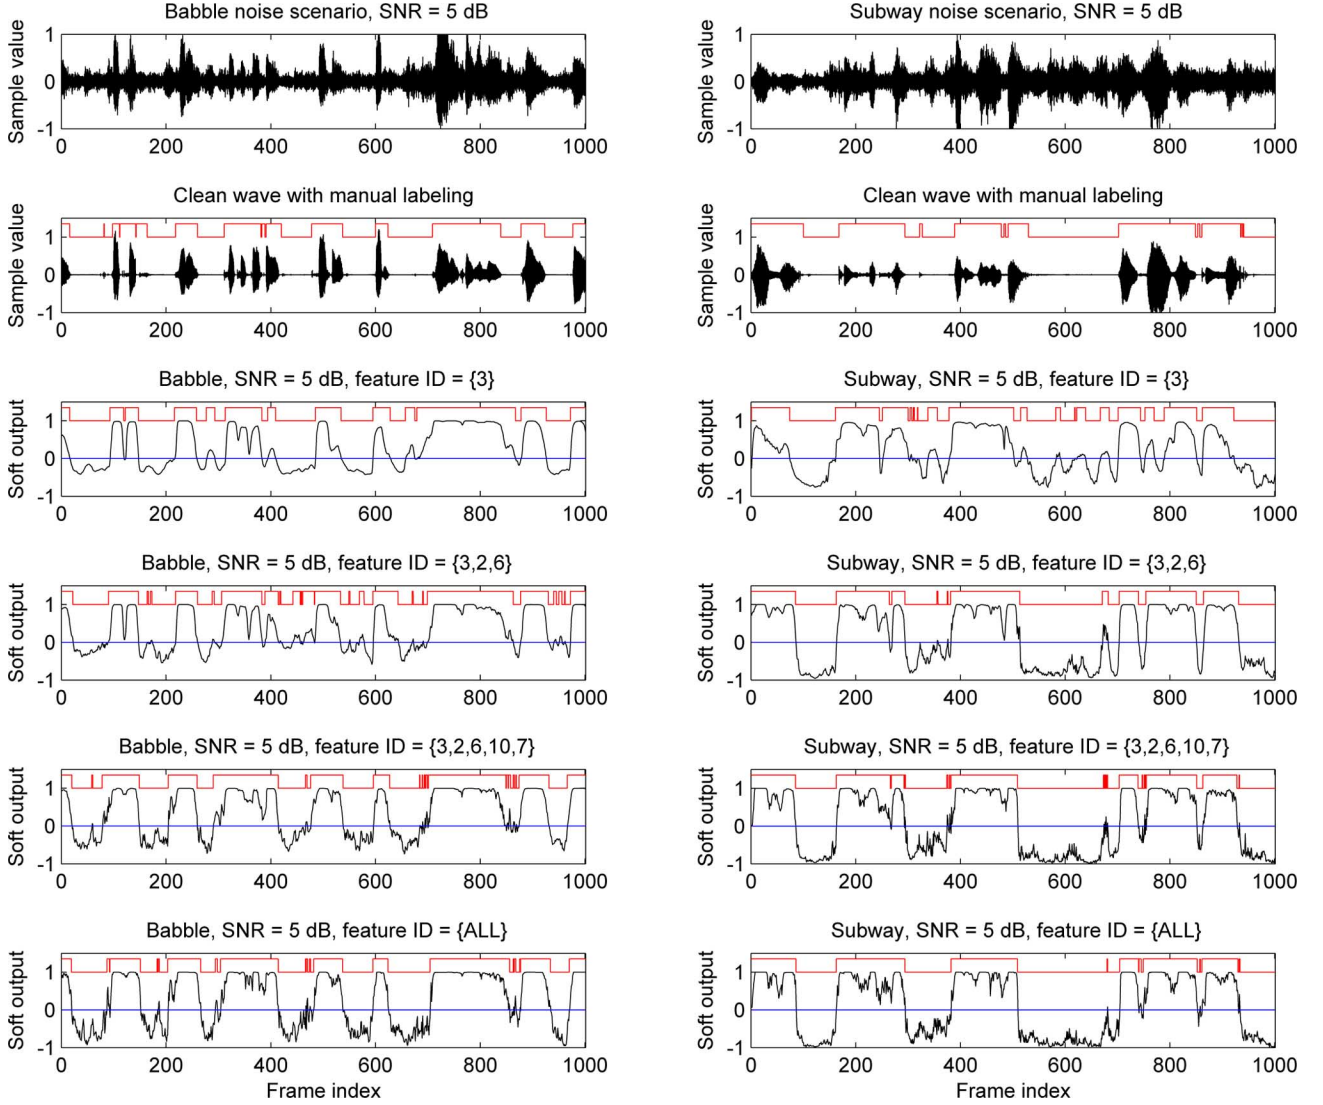 Babble noise scenario, SNR = 5 dB
Sample value
1
0
-1
0 200 400 600 800 1000
Subway noise scenario, SNR = 5 dB
Sample value
1
0
-1
0 200 400 600 800 1000
Clean wave with manual labeling
Sample value
1
0
-1
0 200 400 600 800 1000
Clean wave with manual labeling
Sample value
1
0
-1
0 200 400 600 800 1000
Babble, SNR = 5 dB, feature ID = {3}
Soft output
1
0
-1
0 200 400 600 800 1000
Subway, SNR = 5 dB, feature ID = {3}
Soft output
1
0
-1
0 200 400 600 800 1000
Babble, SNR = 5 dB, feature ID = {3,2,6}
Soft output
1
0
-1
0 200 400 600 800 1000
Subway, SNR = 5 dB, feature ID = {3,2,6}
Soft output
1
0
-1
0 200 400 600 800 1000
Babble, SNR = 5 dB, feature ID = {3,2,6,10,7}
Soft output
1
0
-1
0 200 400 600 800 1000
Subway, SNR = 5 dB, feature ID = {3,2,6,10,7}
Soft output
1
0
-1
0 200 400 600 800 1000
Babble, SNR = 5 dB, feature ID = {ALL}
Soft output
1
0
-1
0 200 400 600 800 1000
Frame index
Subway, SNR = 5 dB, feature ID = {ALL}
Soft output
1
0
-1
0 200 400 600 800 1000
Frame index